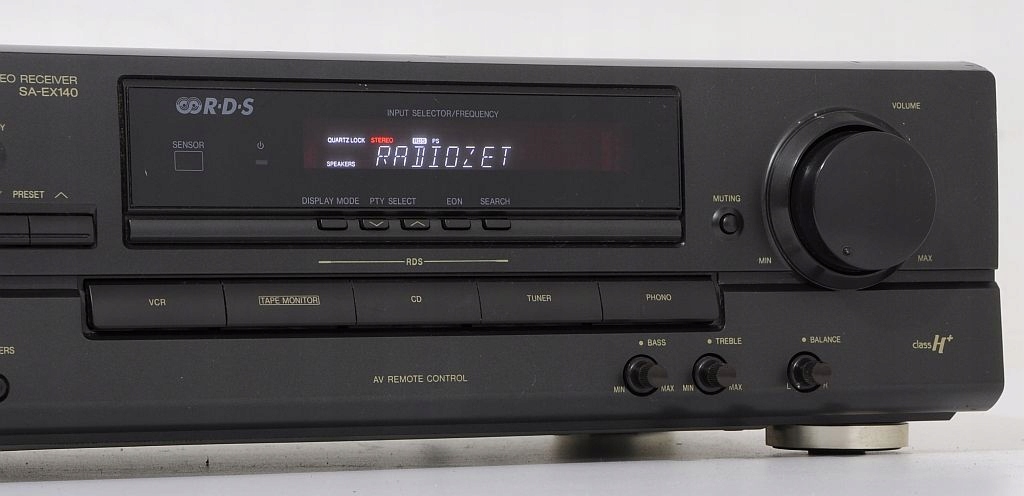 EO RECEIVER
SA-EX140
R·D·S
INPUT SELECTOR/FREQUENCY
VOLUME
SENSOR
QUARTZ LOCK STEREO RDS PS
SPEAKERS
RADIOZET
PRESET
DISPLAY MODE PTY SELECT EON SEARCH
MUTING
MIN MAX
RDS
VCR TAPE MONITOR CD TUNER PHONO
BASS TREBLE BALANCE
class H+
ERS
AV REMOTE CONTROL
MIN MAX MIN MAX L R